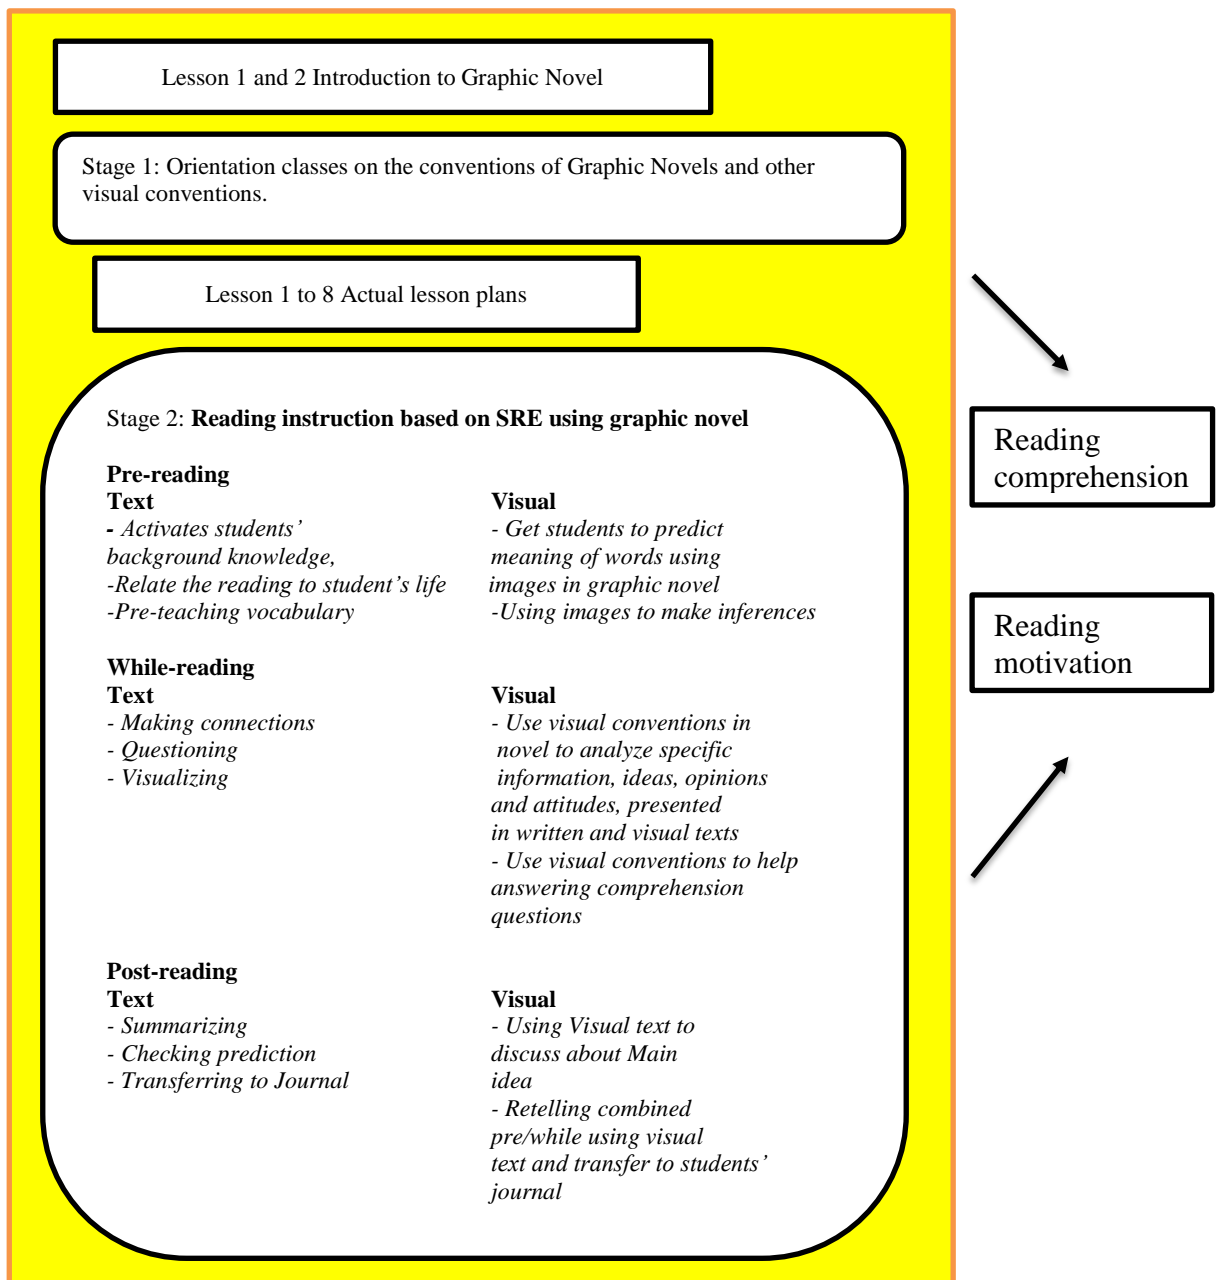 Lesson 1 and 2 Introduction to Graphic Novel
Stage 1: Orientation classes on the conventions of Graphic Novels and other
visual conventions.
Lesson 1 to 8 Actual lesson plans
Stage 2: Reading instruction based on SRE using graphic novel
Pre-reading
Text
- Activates students’
background knowledge,
-Relate the reading to student’s life
-Pre-teaching vocabulary
Visual
- Get students to predict
meaning of words using
images in graphic novel
-Using images to make inferences
While-reading
Text
- Making connections
- Questioning
- Visualizing
Visual
- Use visual conventions in
novel to analyze specific
information, ideas, opinions
and attitudes, presented
in written and visual texts
- Use visual conventions to help
answering comprehension
questions
Post-reading
Text
- Summarizing
- Checking prediction
- Transferring to Journal
Visual
- Using Visual text to
discuss about Main
idea
- Retelling combined
pre/while using visual
text and transfer to students’
journal
Reading
comprehension
Reading
motivation